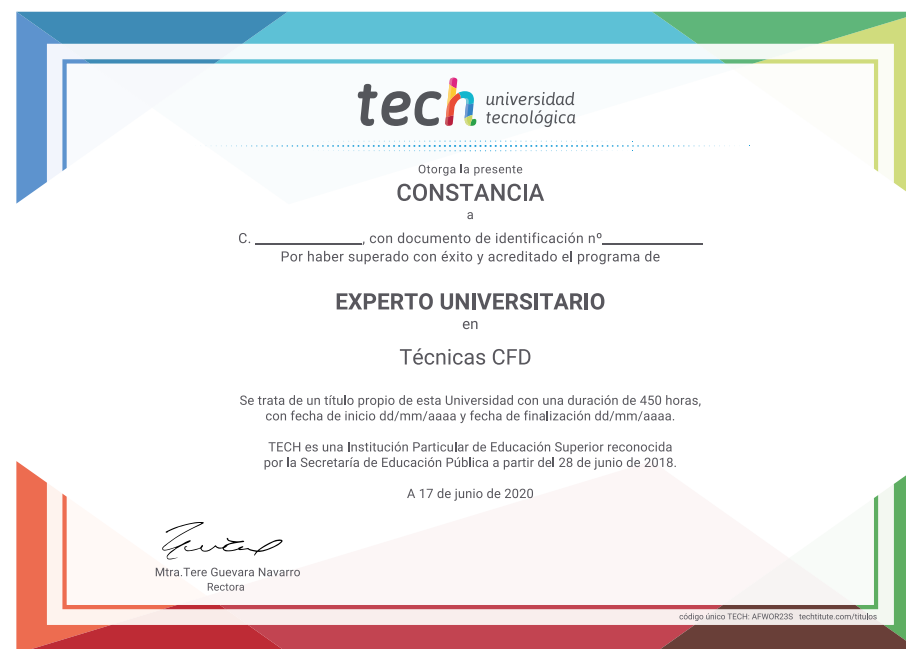 tech universidad
tecnológica
Otorga la presente
CONSTANCIA
a
C. ______________, con documento de identificación nº_____________
Por haber superado con éxito y acreditado el programa de
EXPERTO UNIVERSITARIO
en
Técnicas CFD
Se trata de un título propio de esta Universidad con una duración de 450 horas,
con fecha de inicio dd/mm/aaaa y fecha de finalización dd/mm/aaaa.
TECH es una Institución Particular de Educación Superior reconocida
por la Secretaría de Educación Pública a partir del 28 de junio de 2018.
A 17 de junio de 2020
Mtra.Tere Guevara Navarro
Rectora
código único TECH: AFWOR23S techtitute.com/titulos